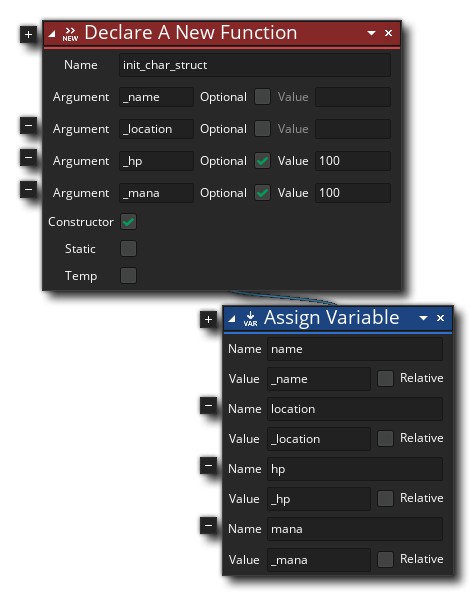 NEW Declare A New Function
Name init_char_struct
Argument _name Optional Value
Argument _location Optional Value
Argument _hp Optional Value 100
Argument _mana Optional Value 100
Constructor
Static
Temp
VAR Assign Variable
Name name
Value _name Relative
Name location
Value _location Relative
Name hp
Value _hp Relative
Name mana
Value _mana Relative